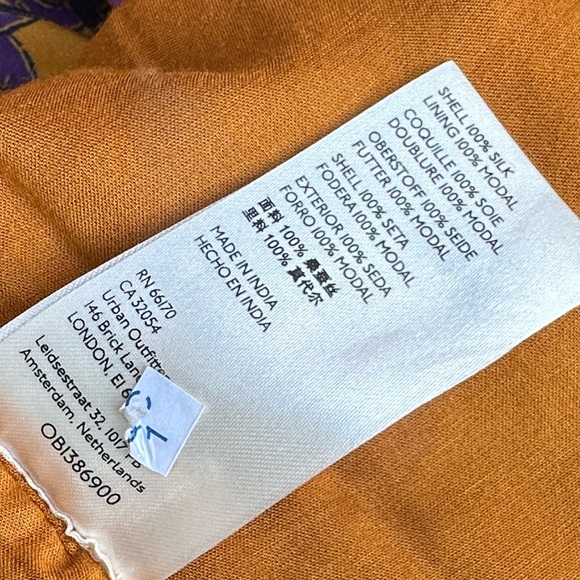 SHELL 100% SILK
LINING 100% MODAL
COQUILLE 100% SOIE
DOUBLURE 100% MODAL
OBERSTOFF 100% SEIDE
FUTTER 100% MODAL
SHELL 100% SETA
FODERA 100% MODAL
EXTERIOR 100% SEDA
FORRO 100% MODAL
面料 100% 桑蚕丝
里料 100% 莫代尔
MADE IN INDIA
HECHO EN INDIA
RN 66170
CA 32054
Urban
146 Brick
LONDON, E1
Leidsestraat 32, 1017
Amsterdam, Netherlands
OB1386900